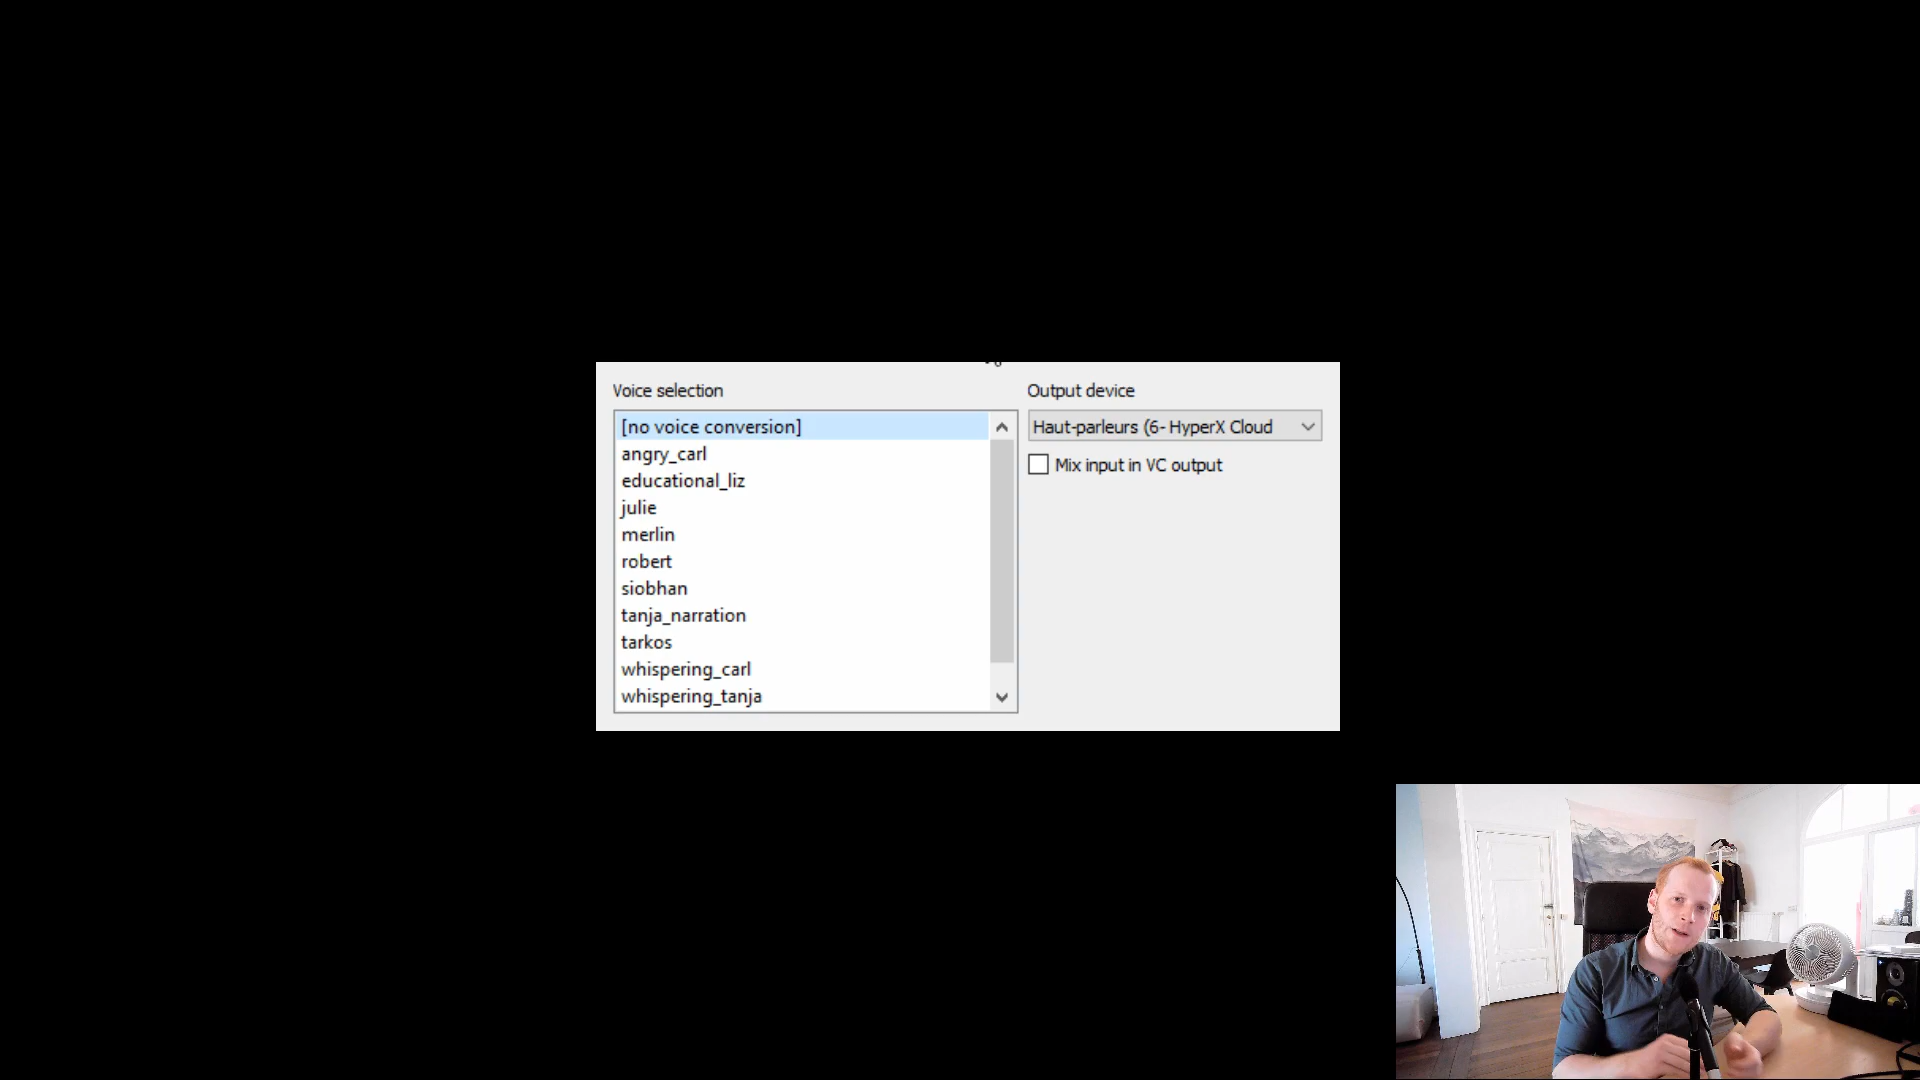 Voice selection
[no voice conversion]
angry_carl
educational_liz
julie
merlin
robert
siobhan
tanja_narration
tarkos
whispering_carl
whispering_tanja
Output device
Haut-parleurs (6- HyperX Cloud
Mix input in VC output